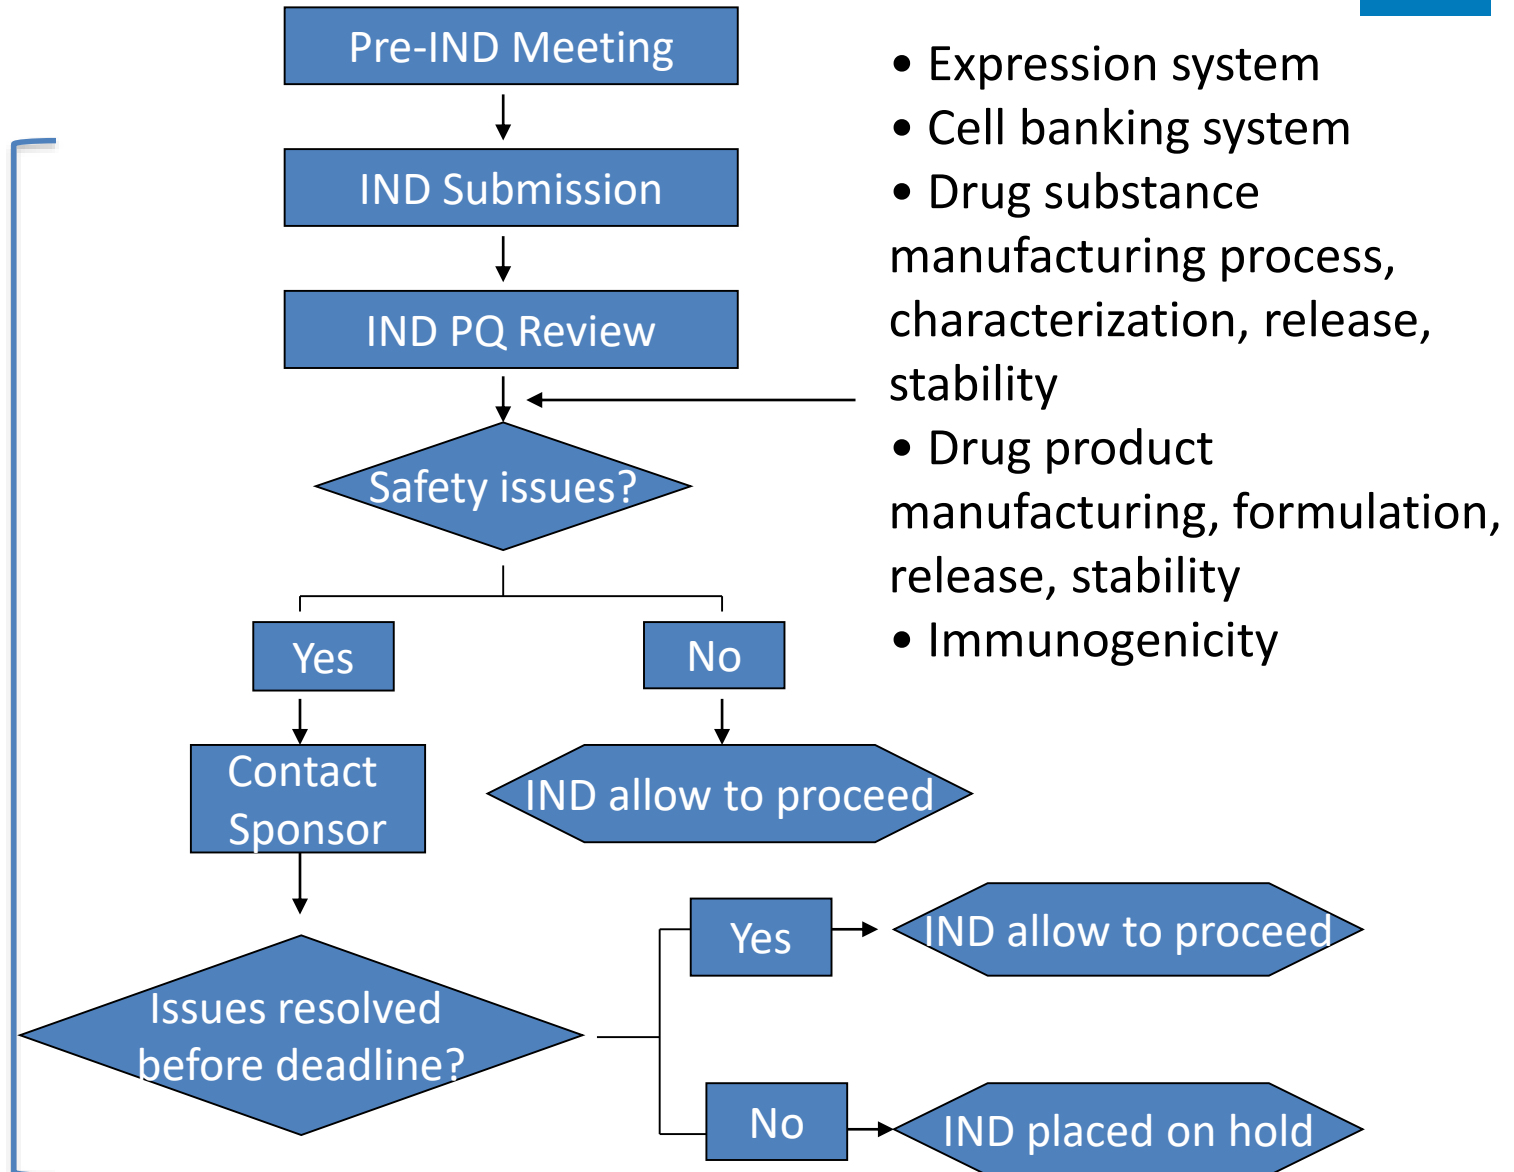 Pre-IND Meeting
IND Submission
IND PQ Review
• Expression system
• Cell banking system
• Drug substance
manufacturing process,
characterization, release,
stability
• Drug product
manufacturing, formulation,
release, stability
• Immunogenicity
Safety issues?
Yes
No
Contact
Sponsor
IND allow to proceed
Issues resolved
before deadline?
Yes
IND allow to proceed
No
IND placed on hold